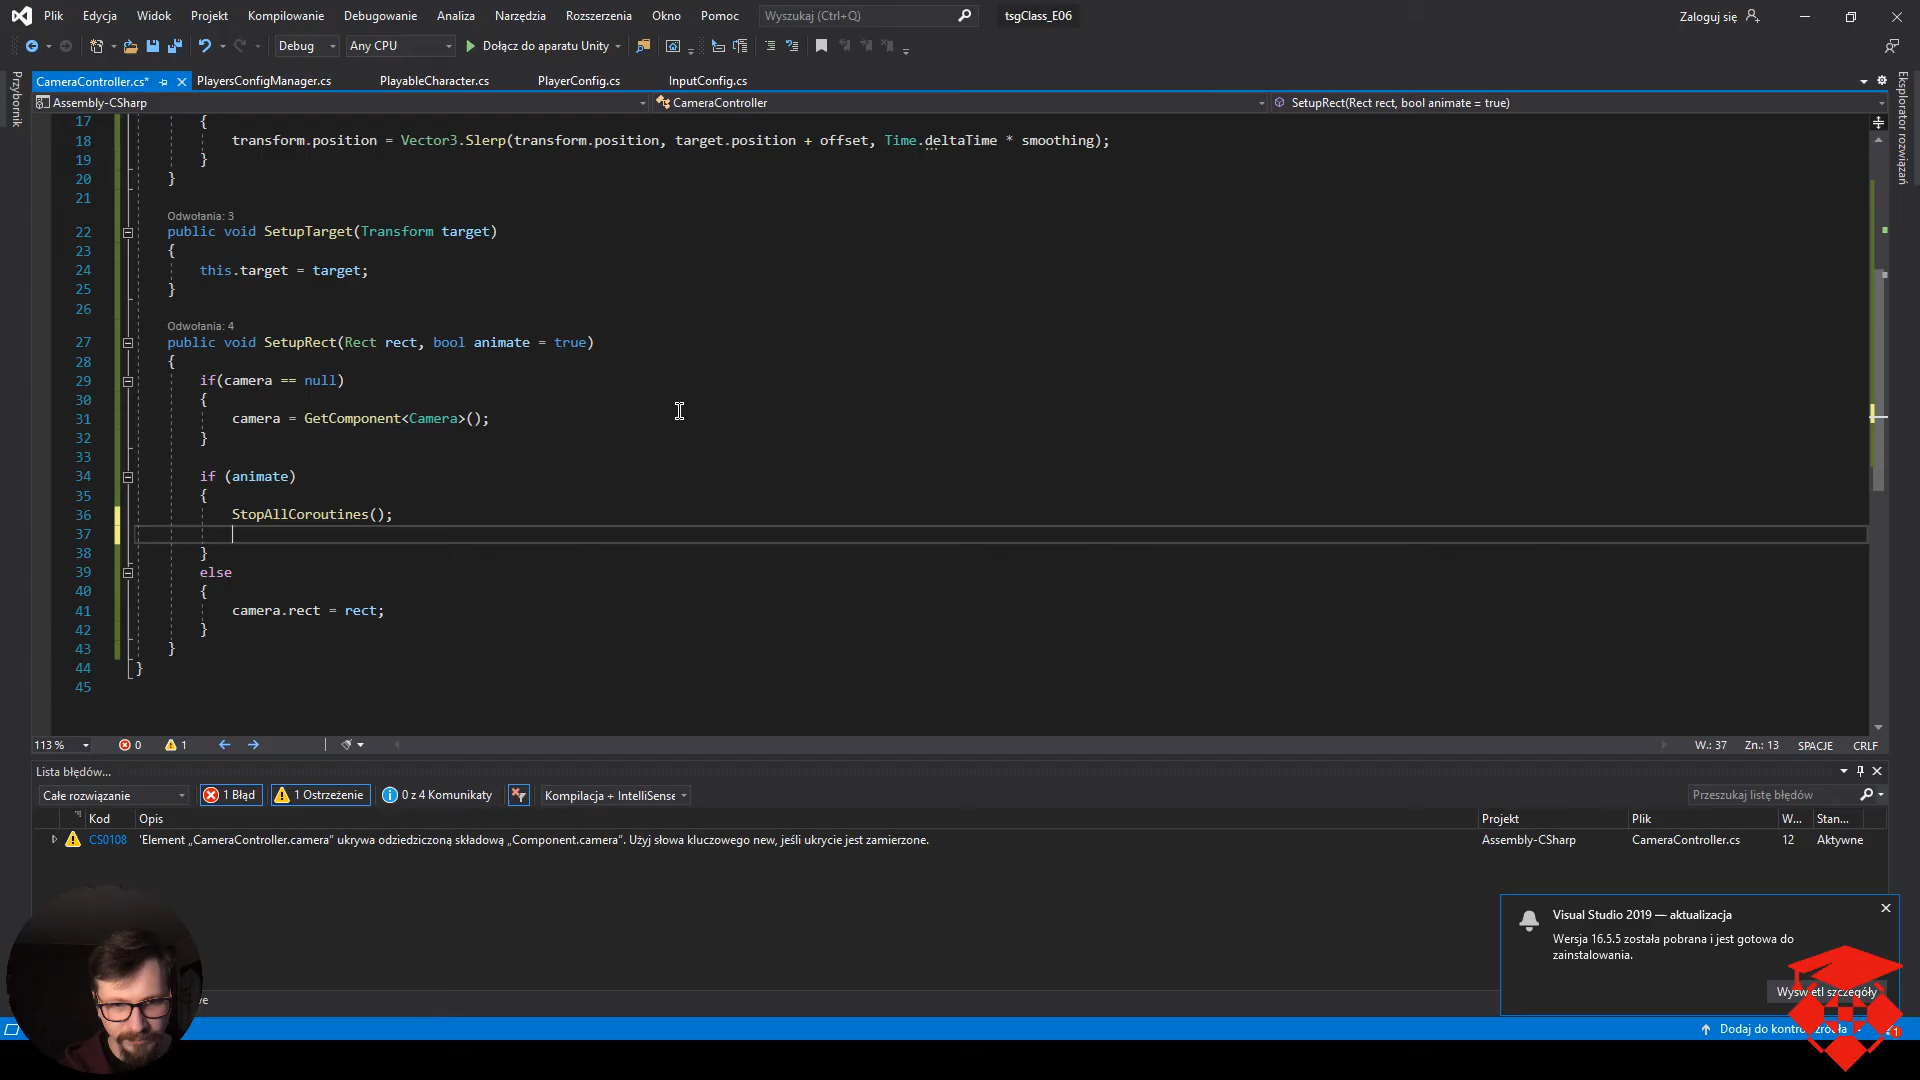 Plik Edycja Widok Projekt Kompilowanie Debugowanie Analiza Narzędzia Rozszerzenia Okno Pomoc Wyszukaj (Ctrl+Q) tsgClass_E06 Zaloguj się
Debug Any CPU Dołącz do aparatu Unity
CameraController.cs* PlayersConfigManager.cs PlayableCharacter.cs PlayerConfig.cs InputConfig.cs
Assembly-CSharp CameraController SetupRect(Rect rect, bool animate = true)
Przybornik
Eksplorator rozwiązań
17 {
18 transform.position = Vector3.Slerp(transform.position, target.position + offset, Time.deltaTime * smoothing);
19 }
20 }
21
Odwołania: 3
22 public void SetupTarget(Transform target)
23 {
24 this.target = target;
25 }
26
Odwołania: 4
27 public void SetupRect(Rect rect, bool animate = true)
28 {
29 if(camera == null)
30 {
31 camera = GetComponent<Camera>();
32 }
33
34 if (animate)
35 {
36 StopAllCoroutines();
37
38 }
39 else
40 {
41 camera.rect = rect;
42 }
43 }
44 }
45
113 % 0 1 W.: 37 Zn.: 13 SPACJE CRLF
Lista błędów...
Całe rozwiązanie 1 Błąd 1 Ostrzeżenie 0 z 4 Komunikaty Kompilacja + IntelliSense Przeszukaj listę błędów
Kod Opis Projekt Plik W... Stan...
CS0108 'Element „CameraController.camera” ukrywa odziedziczoną składową „Component.camera”. Użyj słowa kluczowego new, jeśli ukrycie jest zamierzone. Assembly-CSharp CameraController.cs 12 Aktywne
Visual Studio 2019 — aktualizacja
Wersja 16.5.5 została pobrana i jest gotowa do
zainstalowania.
Wyświetl szczegóły
Dodaj do kontroli źródła 1